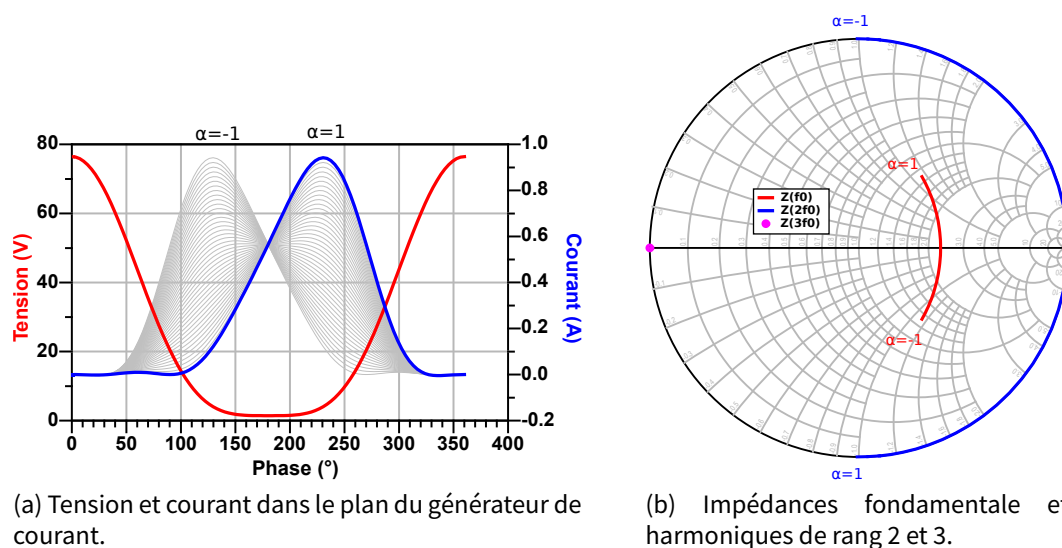 α=-1
α=1
80
60
40
20
0
1.0
0.8
0.6
0.4
0.2
0.0
-0.2
0 50 100 150 200 250 300 350 400
Tension (V)
Courant (A)
Phase (°)
(a) Tension et courant dans le plan du générateur de
courant.
α=-1
α=1
Z(f0)
Z(2f0)
Z(3f0)
α=-1
α=1
(b) Impédances fondamentale et
harmoniques de rang 2 et 3.